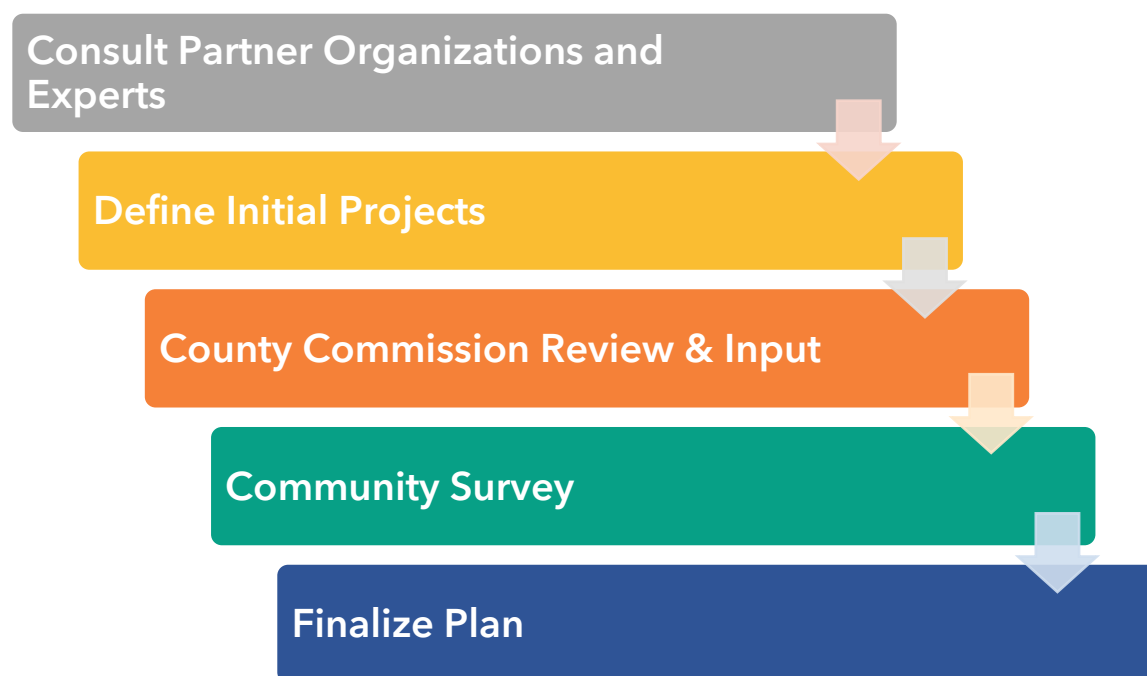 Consult Partner Organizations and
Experts
Define Initial Projects
County Commission Review & Input
Community Survey
Finalize Plan